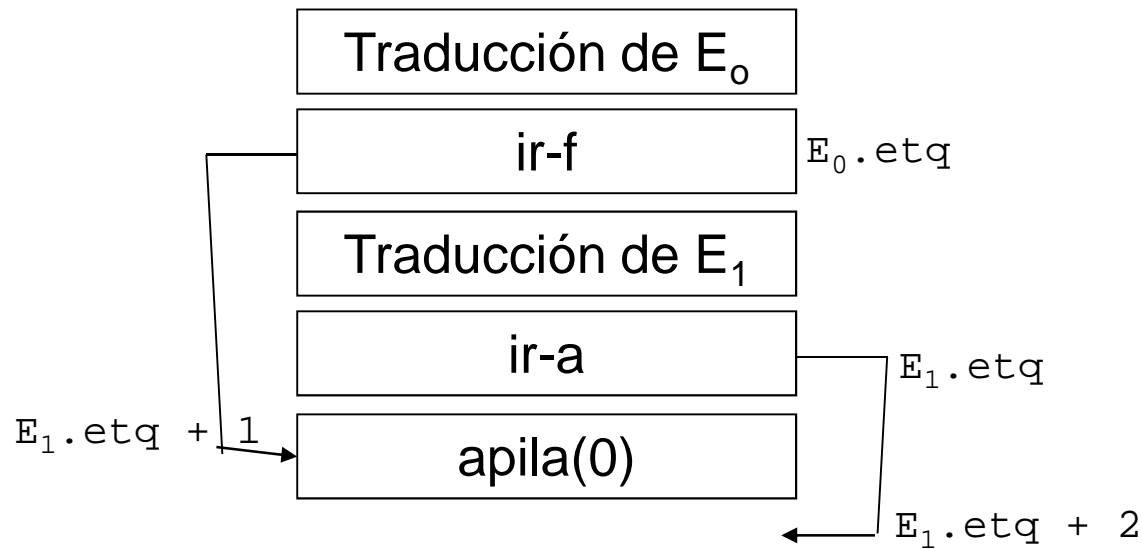 Traducción de Eo
ir-f
E0.etq
Traducción de E1
ir-a
E1.etq
E1.etq + 1
apila(0)
E1.etq + 2